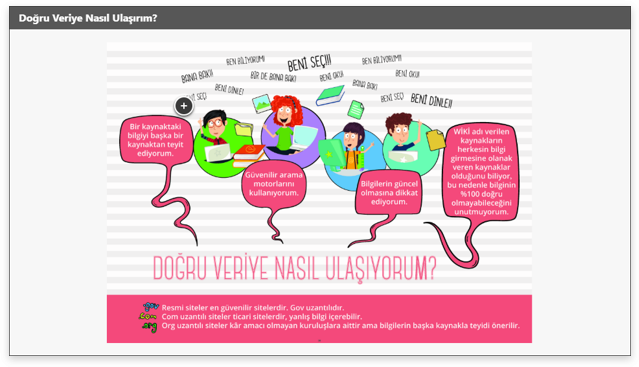 Doğru Veriye Nasıl Ulaşırım?
BEN BİLİYORUM!
BENİ SEÇ!!!
BEN BİLİYORUM!!
BANA BAK!!
BİR DE BANA BAK!
BENİ OKU!
BENİ OKU!
BANA BAK!
BENİ DİNLE!
SEÇ
BENİ SEÇ
BENİ DİNLE!!
Bir kaynaktaki
bilgiyi başka bir
kaynaktan teyit
ediyorum.
Güvenilir arama
motorlarını
kullanıyorum.
Bilgilerin güncel
olmasına dikkat
ediyorum.
WİKİ adı verilen
kaynakların
herkesin bilgi
girmesine olanak
veren kaynaklar
olduğunu biliyor,
bu nedenle bilginin
%100 doğru
olmayabileceğini
unutmuyorum.
DOĞRU VERİYE NASIL ULAŞIYORUM?
gov Resmi siteler en güvenilir sitelerdir. Gov uzantılıdır.
.com Com uzantılı siteler ticari sitelerdir, yanlış bilgi içerebilir.
.org Org uzantılı siteler kâr amacı olmayan kuruluşlara aittir ama bilgilerin başka kaynakla teyidi önerilir.